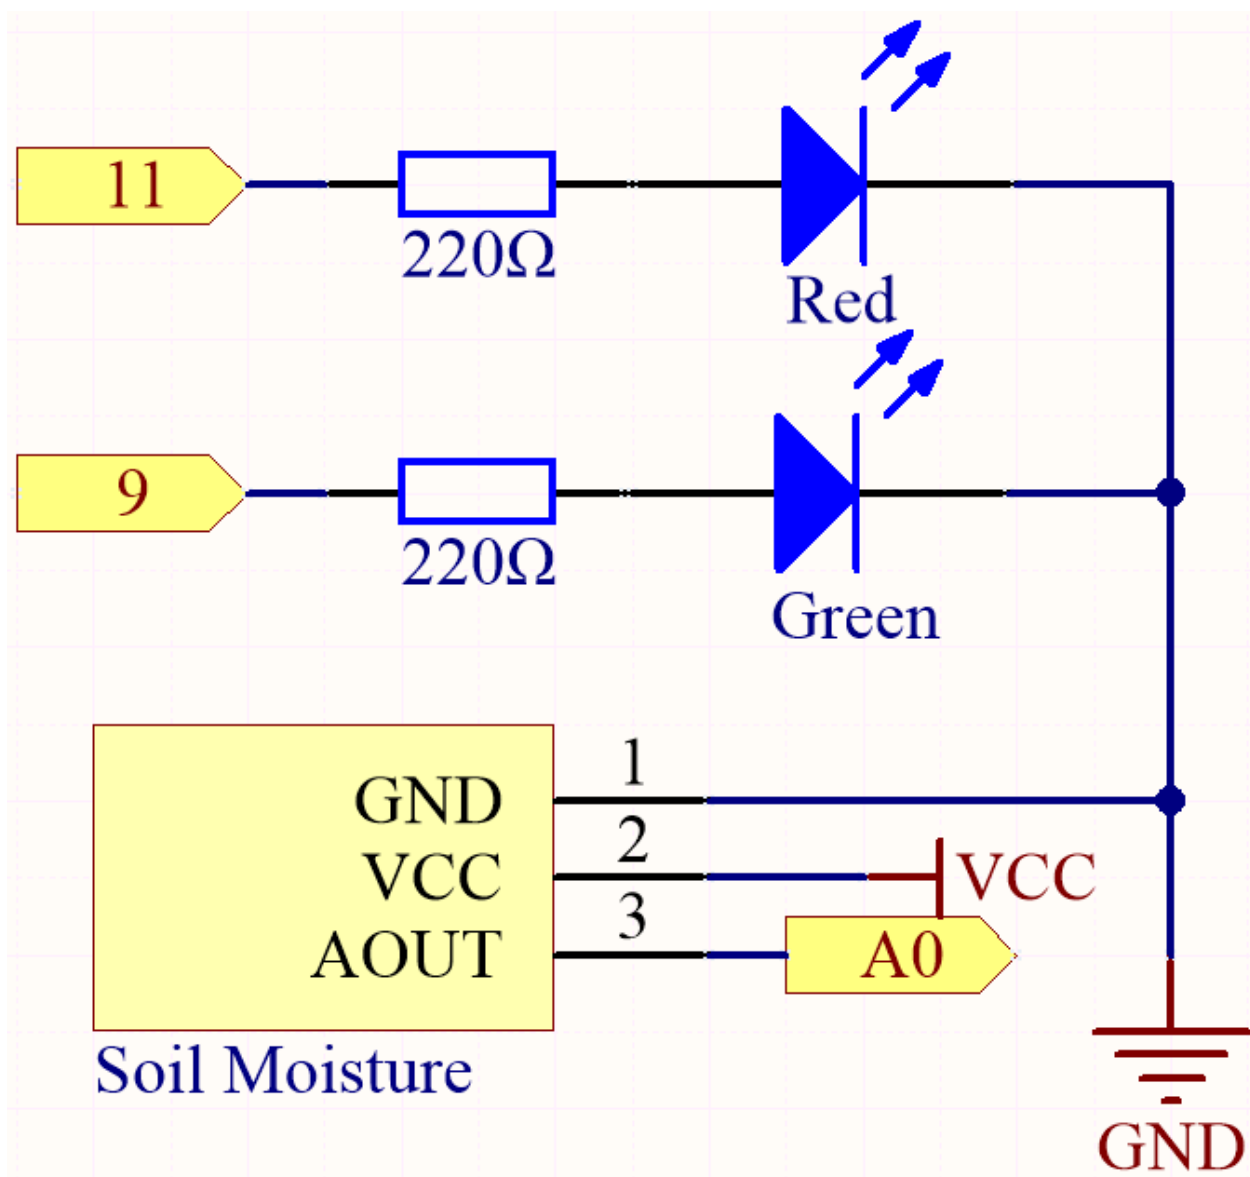 11
220Ω
Red
9
220Ω
Green
GND 1
VCC 2 VCC
AOUT 3 A0
Soil Moisture
GND